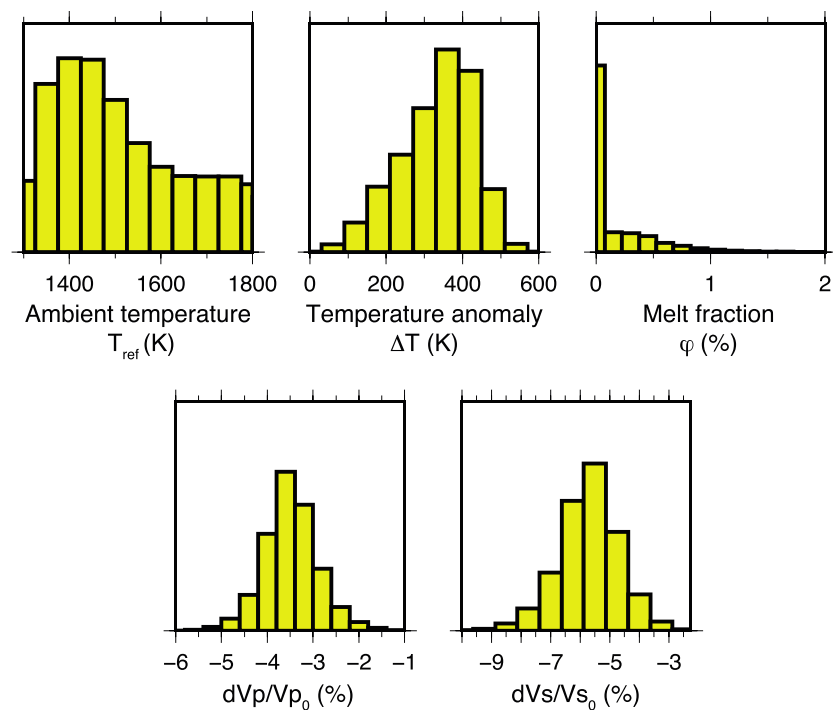 1400 1600 1800 0 200 400 600 0 1 2
Ambient temperature Temperature anomaly Melt fraction
Tref (K) ΔT (K) φ (%)
−6 −5 −4 −3 −2 −1 −9 −7 −5 −3
dVp/Vp0 (%) dVs/Vs0 (%)